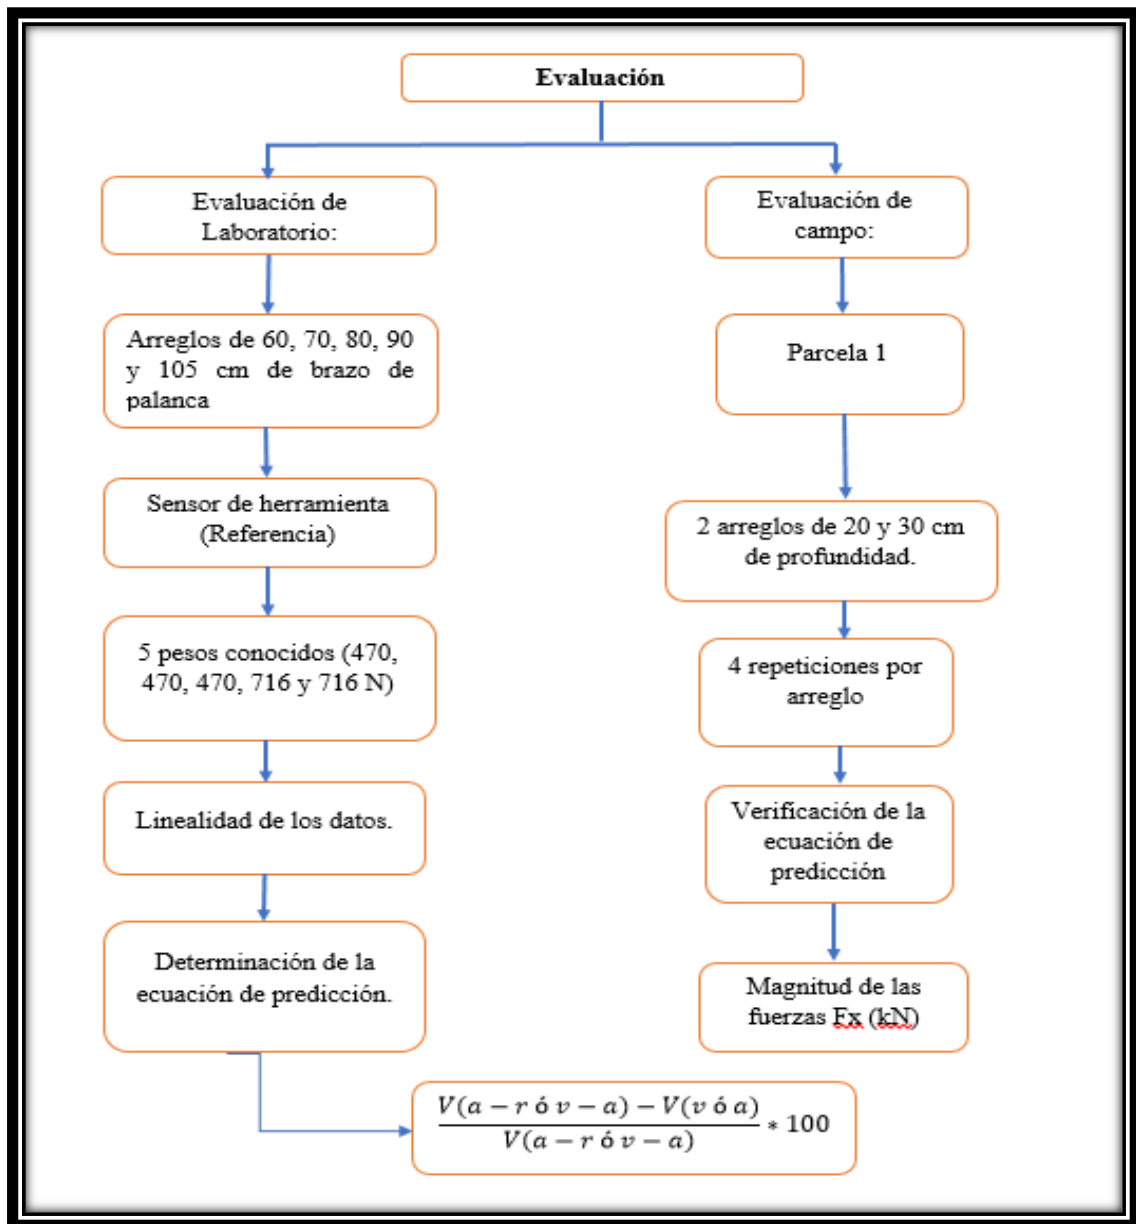 Evaluación
Evaluación de
Laboratorio:
Arreglos de 60, 70, 80, 90
y 105 cm de brazo de
palanca
Sensor de herramienta
(Referencia)
5 pesos conocidos (470,
470, 470, 716 y 716 N)
Linealidad de los datos.
Determinación de la
ecuación de predicción.
V(a − r ó v − a) − V(v ó a)
V(a − r ó v − a)
∗ 100
Evaluación de
campo:
Parcela 1
2 arreglos de 20 y 30 cm
de profundidad.
4 repeticiones por
arreglo
Verificación de la
ecuación de
predicción
Magnitud de las
fuerzas Fx (kN)